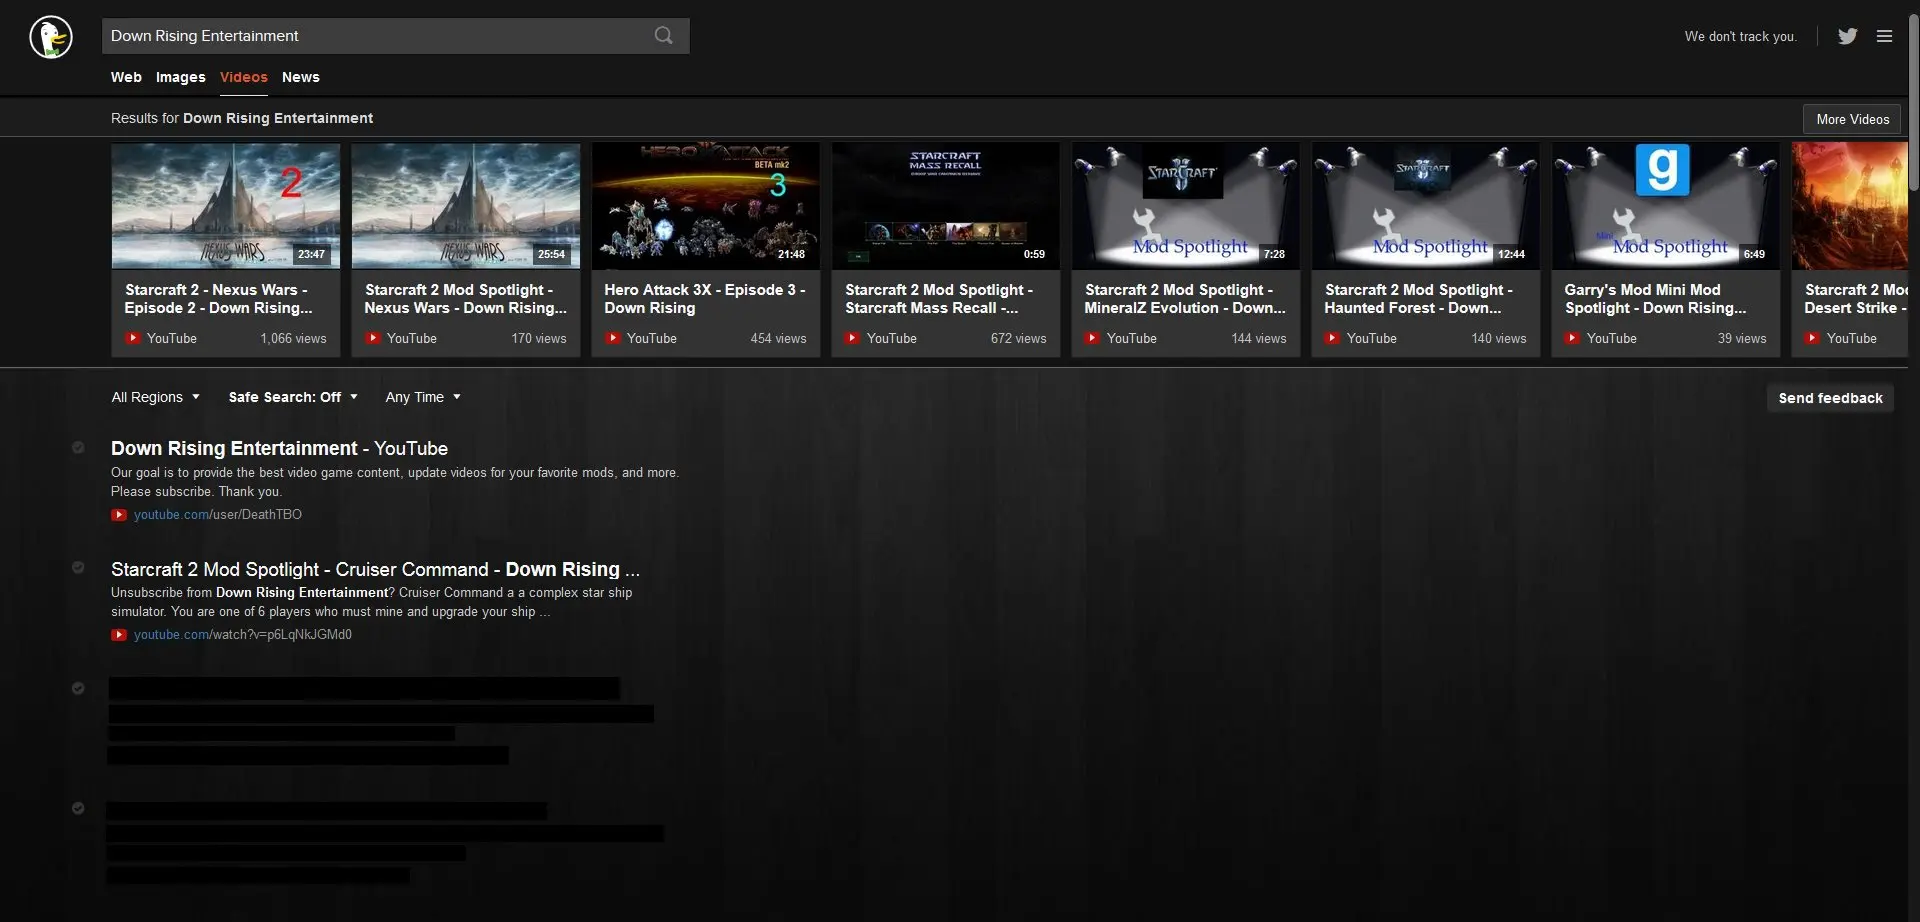 Down Rising Entertainment
We don't track you.
Web Images Videos News
Results for Down Rising Entertainment
More Videos
2
NEXUS WARS
23:47
Starcraft 2 - Nexus Wars -
Episode 2 - Down Rising...
YouTube 1,066 views
NEXUS WARS
25:54
Starcraft 2 Mod Spotlight -
Nexus Wars - Down Rising...
YouTube 170 views
HERO ATTACK
BETA mk2
3
21:48
Hero Attack 3X - Episode 3 -
Down Rising
YouTube 454 views
STARCRAFT
MASS RECALL
0:59
Starcraft 2 Mod Spotlight -
Starcraft Mass Recall -...
YouTube 672 views
STARCRAFT
Mod Spotlight
7:28
Starcraft 2 Mod Spotlight -
MineralZ Evolution - Down...
YouTube 144 views
STARCRAFT
Mod Spotlight
12:44
Starcraft 2 Mod Spotlight -
Haunted Forest - Down...
YouTube 140 views
g
Mini
Mod Spotlight
6:49
Garry's Mod Mini Mod
Spotlight - Down Rising...
YouTube 39 views
Starcraft 2 Mod
Desert Strike -
YouTube
All Regions Safe Search: Off Any Time
Send feedback
Down Rising Entertainment - YouTube
Our goal is to provide the best video game content, update videos for your favorite mods, and more.
Please subscribe. Thank you.
youtube.com/user/DeathTBO
Starcraft 2 Mod Spotlight - Cruiser Command - Down Rising ...
Unsubscribe from Down Rising Entertainment? Cruiser Command a a complex star ship
simulator. You are one of 6 players who must mine and upgrade your ship ...
youtube.com/watch?v=p6LqNkJGMd0